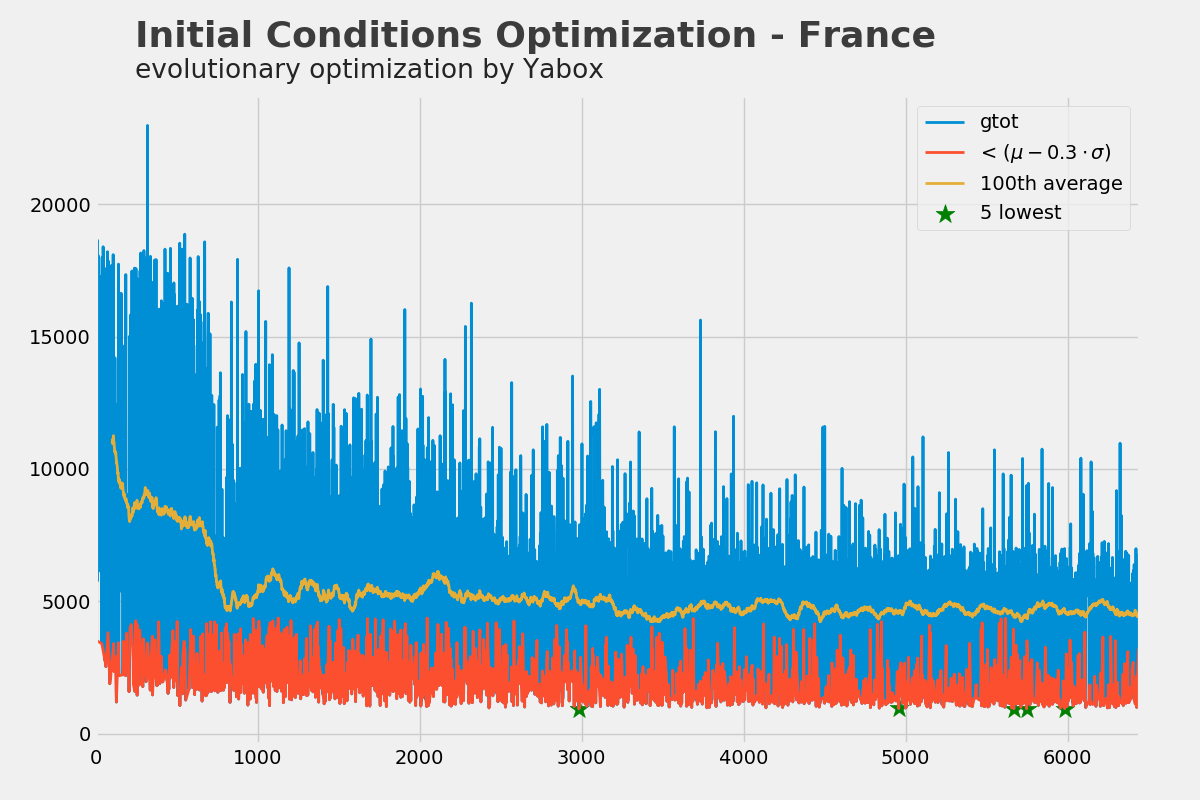 Initial Conditions Optimization - France
evolutionary optimization by Yabox
gtot
< (μ − 0.3 · σ)
100th average
5 lowest
20000
15000
10000
5000
0
0 1000 2000 3000 4000 5000 6000